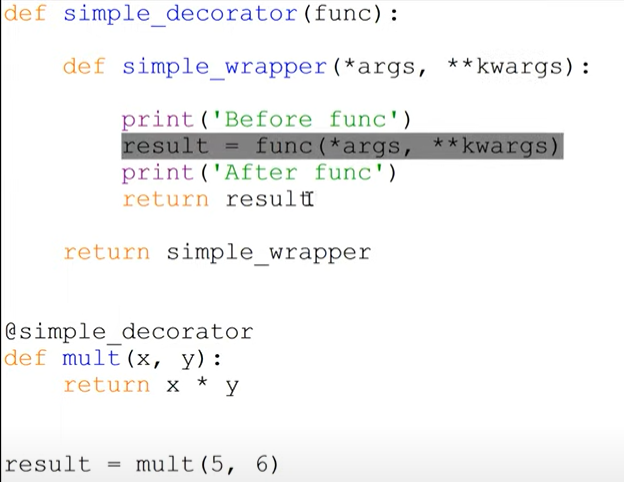 def simple_decorator(func):
    def simple_wrapper(*args, **kwargs):
        print('Before func')
        result = func(*args, **kwargs)
        print('After func')
        return result
    return simple_wrapper
@simple_decorator
def mult(x, y):
    return x * y
result = mult(5, 6)